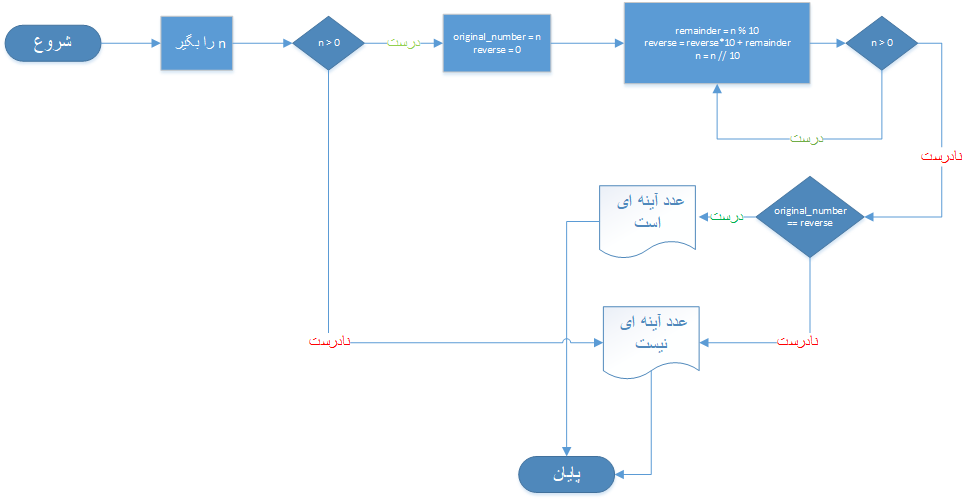 شروع
n را بگیر
n > 0
درست
original_number = n
reverse = 0
remainder = n % 10
reverse = reverse*10 + remainder
n = n // 10
n > 0
درست
نادرست
original_number
== reverse
درست
عدد آینه ای
است
نادرست
عدد آینه ای
نیست
نادرست
پایان